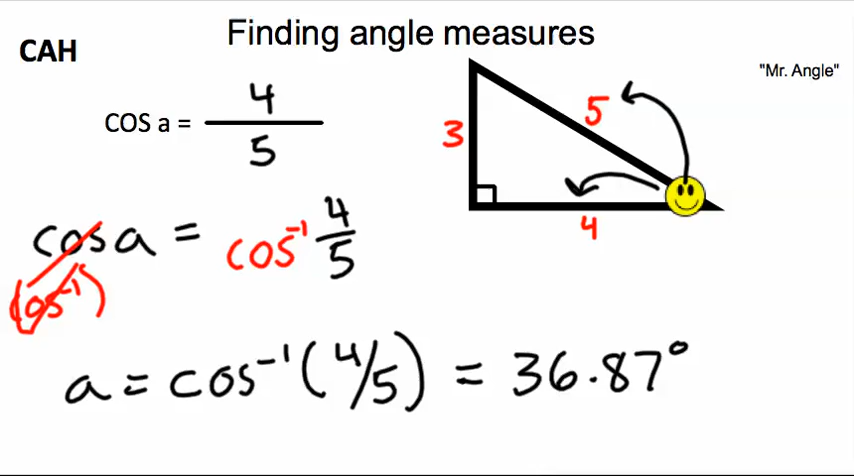 Finding angle measures
CAH
"Mr. Angle"
COS a = 4/5
3
5
4
cos a = cos⁻¹ 4/5
(cos⁻¹)
a = cos⁻¹(4/5) = 36.87°